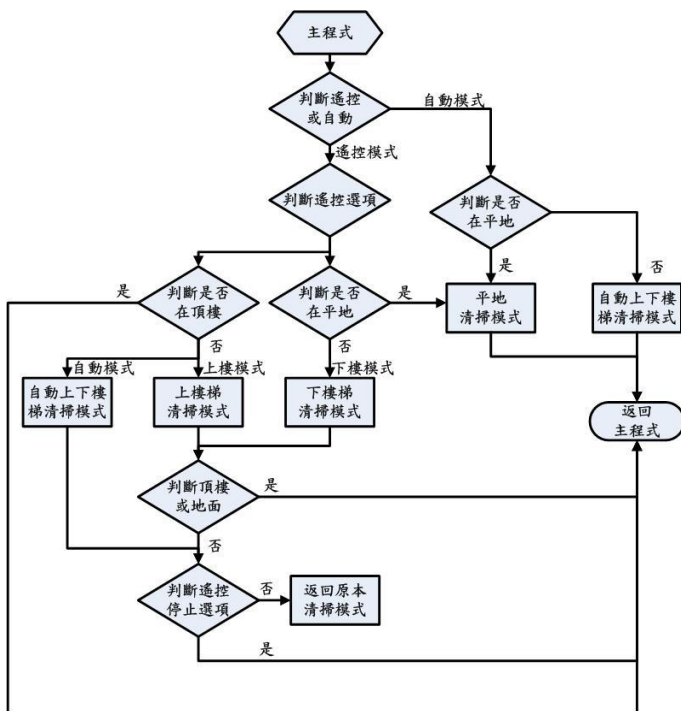 主程式
判斷遙控
或自動
自動模式
遙控模式
判斷遙控選項
判斷是否
在平地
是
否
是
判斷是否
在頂樓
判斷是否
在平地
是
平地
清掃模式
自動上下樓
梯清掃模式
否
否
自動模式
上樓模式
下樓模式
自動上下樓
梯清掃模式
上樓梯
清掃模式
下樓梯
清掃模式
返回
主程式
判斷頂樓
或地面
是
否
判斷遙控
停止選項
否
返回原本
清掃模式
是